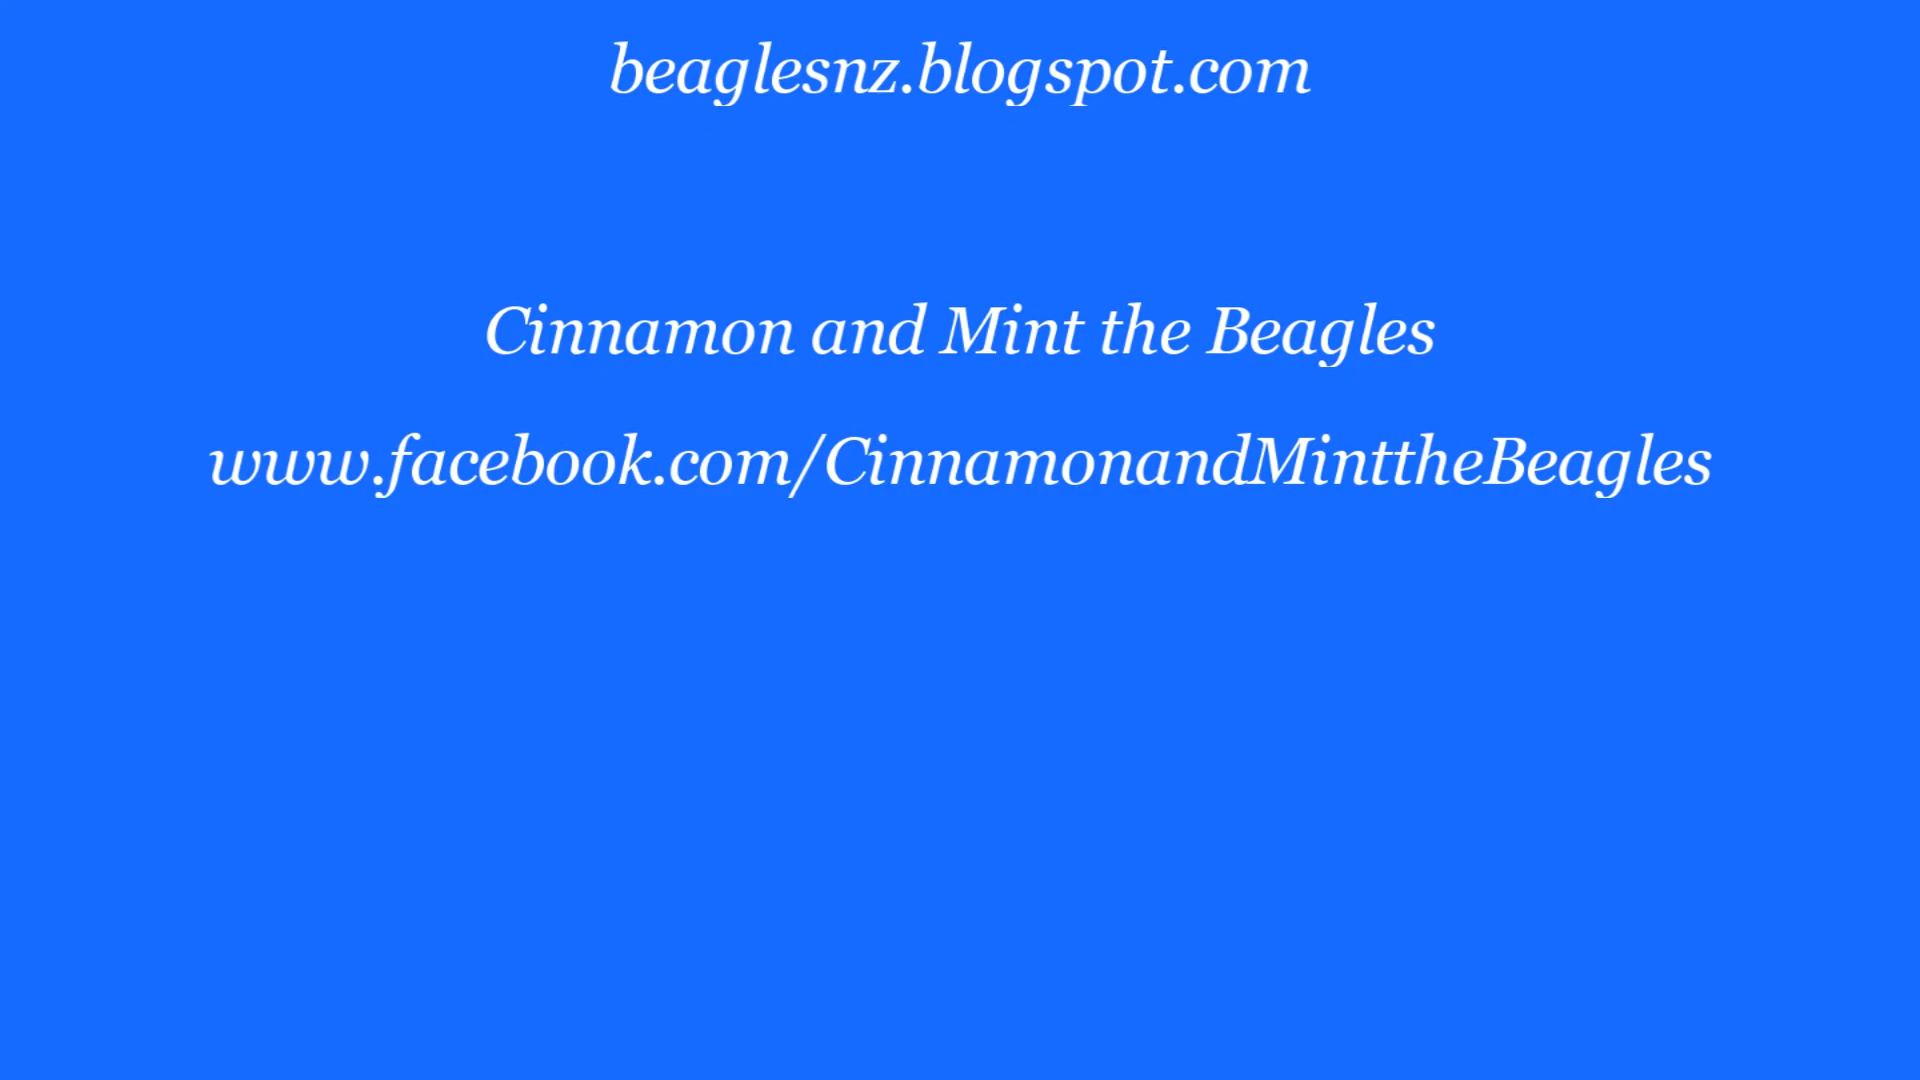 beaglesnz.blogspot.com
Cinnamon and Mint the Beagles
www.facebook.com/CinnamonandMinttheBeagles